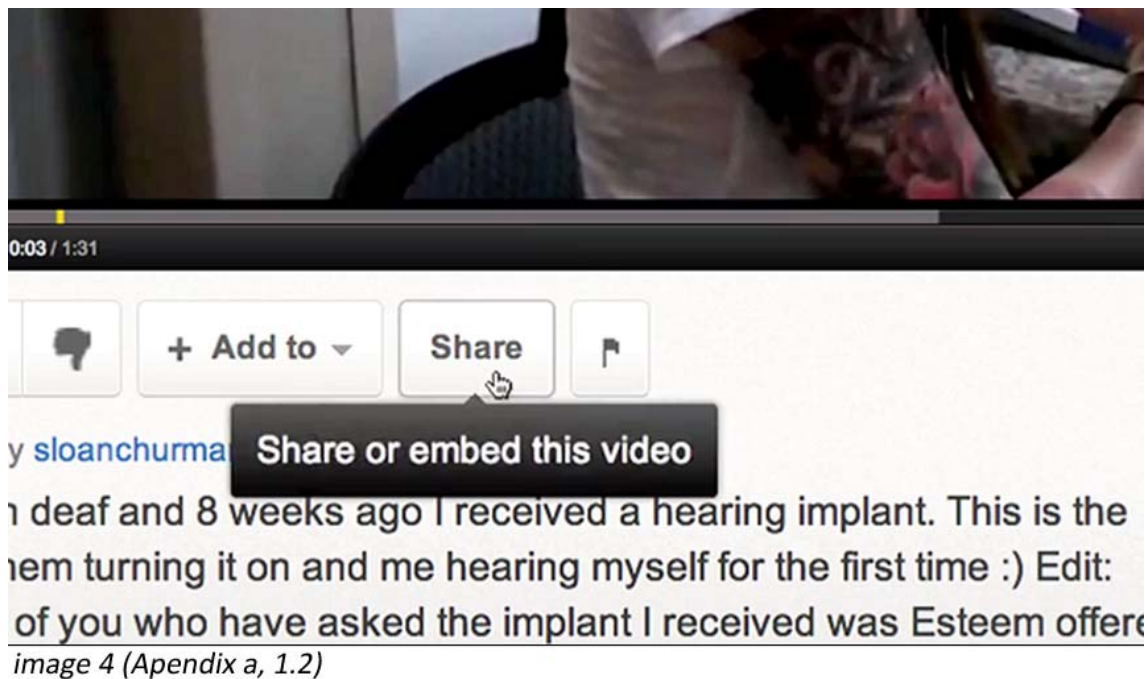 0:03 / 1:31
+ Add to Share
Share or embed this video
y sloanchurma
deaf and 8 weeks ago I received a hearing implant. This is the
em turning it on and me hearing myself for the first time :) Edit:
of you who have asked the implant I received was Esteem offere
image 4 (Apendix a, 1.2)